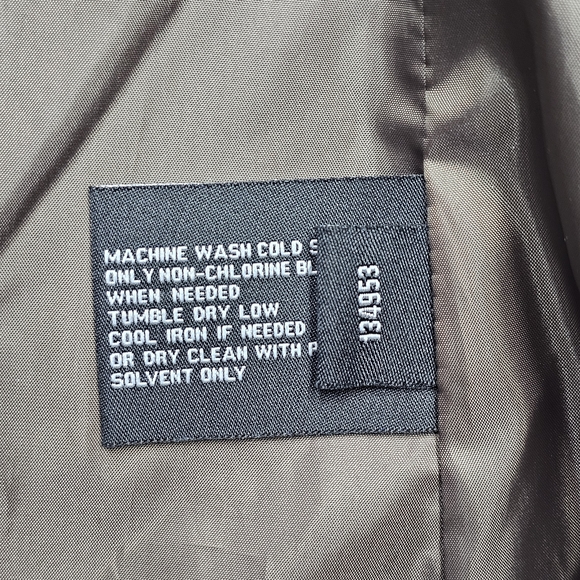 MACHINE WASH COLD S
ONLY NON-CHLORINE BL
WHEN NEEDED
TUMBLE DRY LOW
COOL IRON IF NEEDED
OR DRY CLEAN WITH P
SOLVENT ONLY
134953